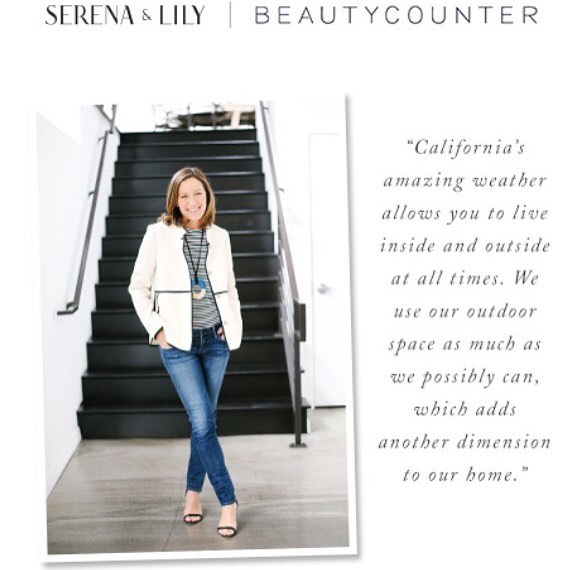 SERENA & LILY | BEAUTYCOUNTER
“California’s
amazing weather
allows you to live
inside and outside
at all times. We
use our outdoor
space as much as
we possibly can,
which adds
another dimension
to our home.”